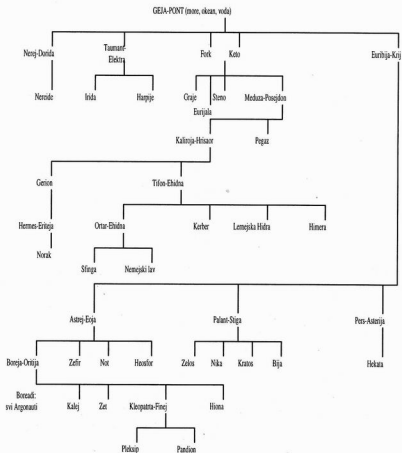 GEJA-PONT (more, okean, voda)
Nerej-Dorida Taumant- Fork Keto Euribija-Krij
Elektra
Nereide Irida Harpije Graje Steno Meduza-Posejdon
Eurijala
Kaliroja-Hrisaor Pegaz
Gerion Tifon-Ehidna
Hermes-Eriteja Ortar-Ehidna Kerber Lernejska Hidra Himera
Norak
Sfinga Nemejski lav
Astrej-Eoja Palant-Stiga Pers-Asterija
Boreja-Oritija Zefir Not Heosfor Zelos Nika Kratos Bija Hekata
Boreadi: Kalej Zet Kleopatra-Finej Hiona
svi Argonauti
Pleksip Pandion